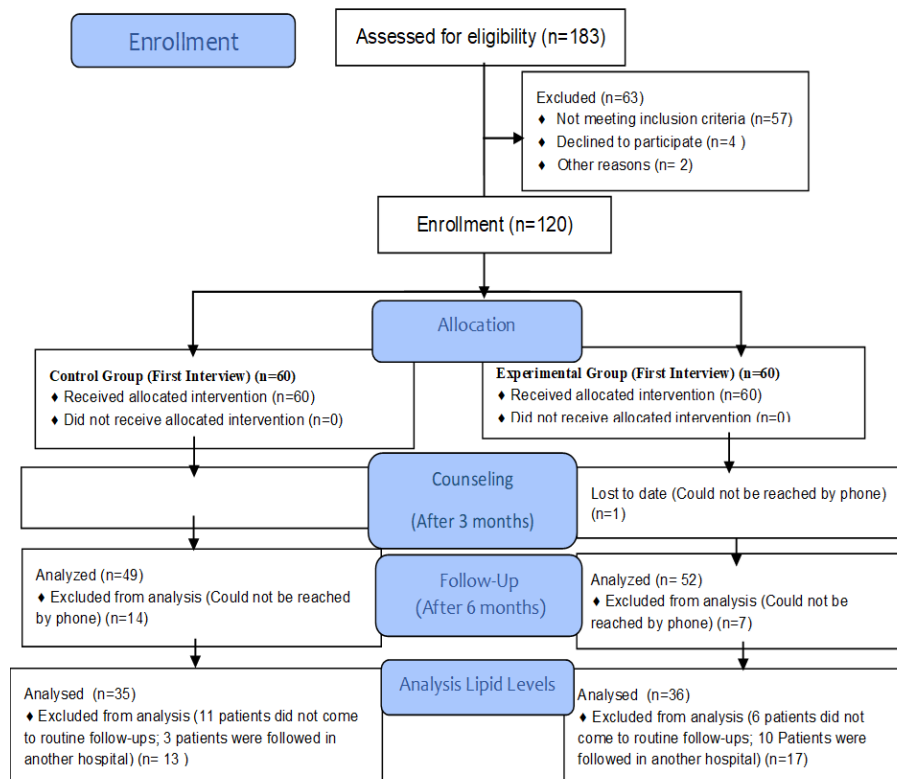 Enrollment
Assessed for eligibility (n=183)
Excluded (n=63)
♦ Not meeting inclusion criteria (n=57)
♦ Declined to participate (n=4 )
♦ Other reasons (n= 2)
Enrollment (n=120)
Allocation
Control Group (First Interview) (n=60)
♦ Received allocated intervention (n=60)
♦ Did not receive allocated intervention (n=0)
Experimental Group (First Interview) (n=60)
♦ Received allocated intervention (n=60)
♦ Did not receive allocated intervention (n=0)
Counseling
(After 3 months)
Lost to date (Could not be reached by phone)
(n=1)
Analyzed (n=49)
♦ Excluded from analysis (Could not be reached
by phone) (n=14)
Follow-Up
(After 6 months)
Analyzed (n= 52)
♦ Excluded from analysis (Could not be
reached by phone) (n=7)
Analysed (n=35)
♦ Excluded from analysis (11 patients did not come
to routine follow-ups; 3 patients were followed in
another hospital) (n= 13 )
Analysis Lipid Levels
Analysed (n=36)
♦ Excluded from analysis (6 patients did not
come to routine follow-ups; 10 Patients were
followed in another hospital) (n=17)